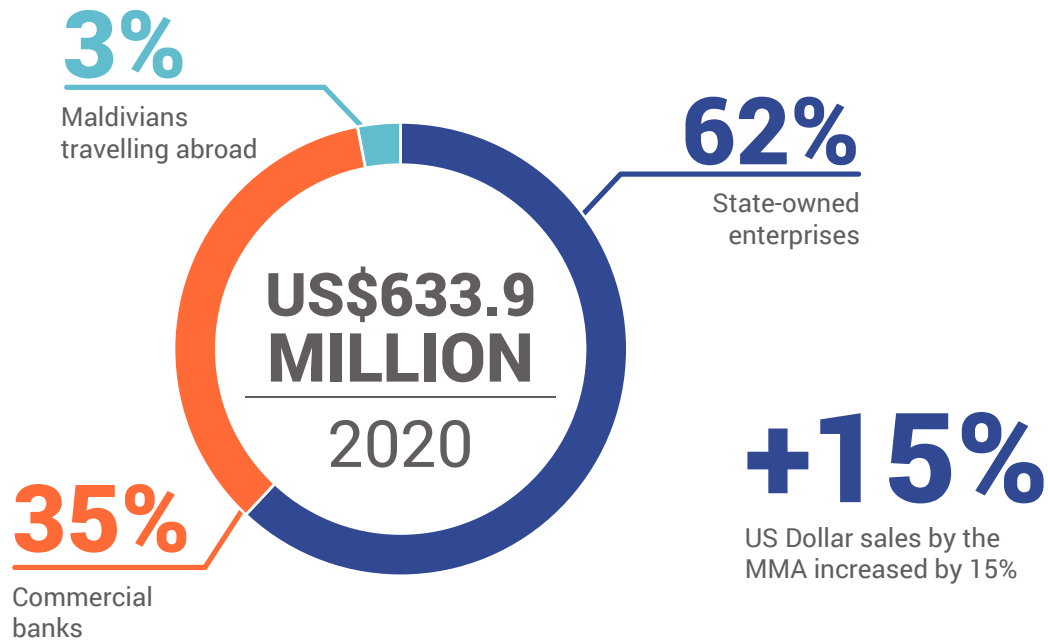 3%
Maldivians
travelling abroad
62%
State-owned
enterprises
US$633.9
MILLION
2020
35%
Commercial
banks
+15%
US Dollar sales by the
MMA increased by 15%